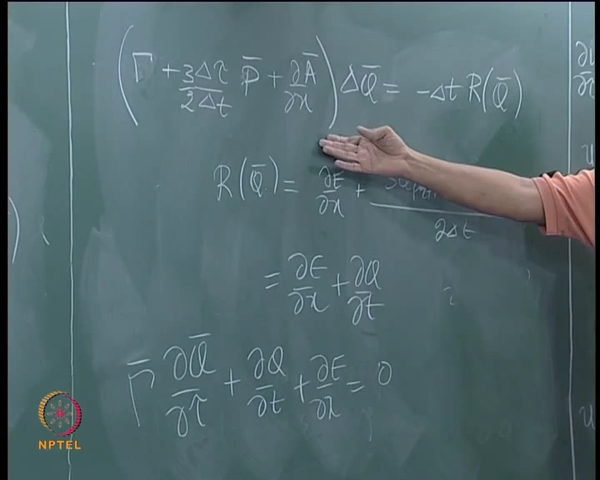 ( Γ + 3Δτ/2Δt P̄ + ∂Ā/∂x ) ΔQ̄ = -Δt R(Q̄)
R(Q̄) = ∂E/∂x + 2Δt
= ∂E/∂x + ∂Q/∂t
Γ̄ ∂Q̄/∂τ + ∂Q/∂t + ∂E/∂x = 0
NPTEL